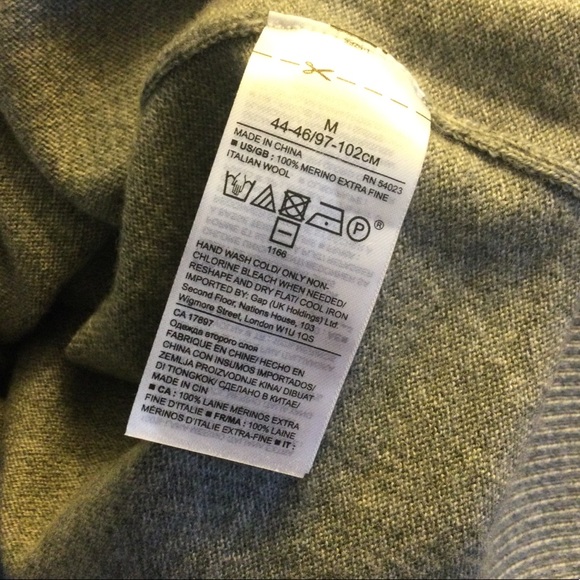 M
44-46/97-102CM
MADE IN CHINA RN 54023
■ US/GB : 100% MERINO EXTRA FINE
ITALIAN WOOL
P ®
1166
HAND WASH COLD/ ONLY NON-
CHLORINE BLEACH WHEN NEEDED/
RESHAPE AND DRY FLAT/ COOL IRON
IMPORTED BY: Gap (UK Holdings) Ltd.
Second Floor, Nations House, 103
Wigmore Street, London W1U 1QS
CA 17897
Одежда второго слоя
FABRIQUE EN CHINE/ HECHO EN
CHINA CON INSUMOS IMPORTADOS/
ZEMLJA PROIZVODNJE KINA/ DIBUAT
DI TIONGKOK/ СДЕЛАНО В КИТАЕ/
MADE IN CIN
■ CA : 100% LAINE MÉRINOS EXTRA
FINE D'ITALIE ■ FR/MA : 100% LAINE
MÉRINOS D'ITALIE EXTRA-FINE ■ IT :